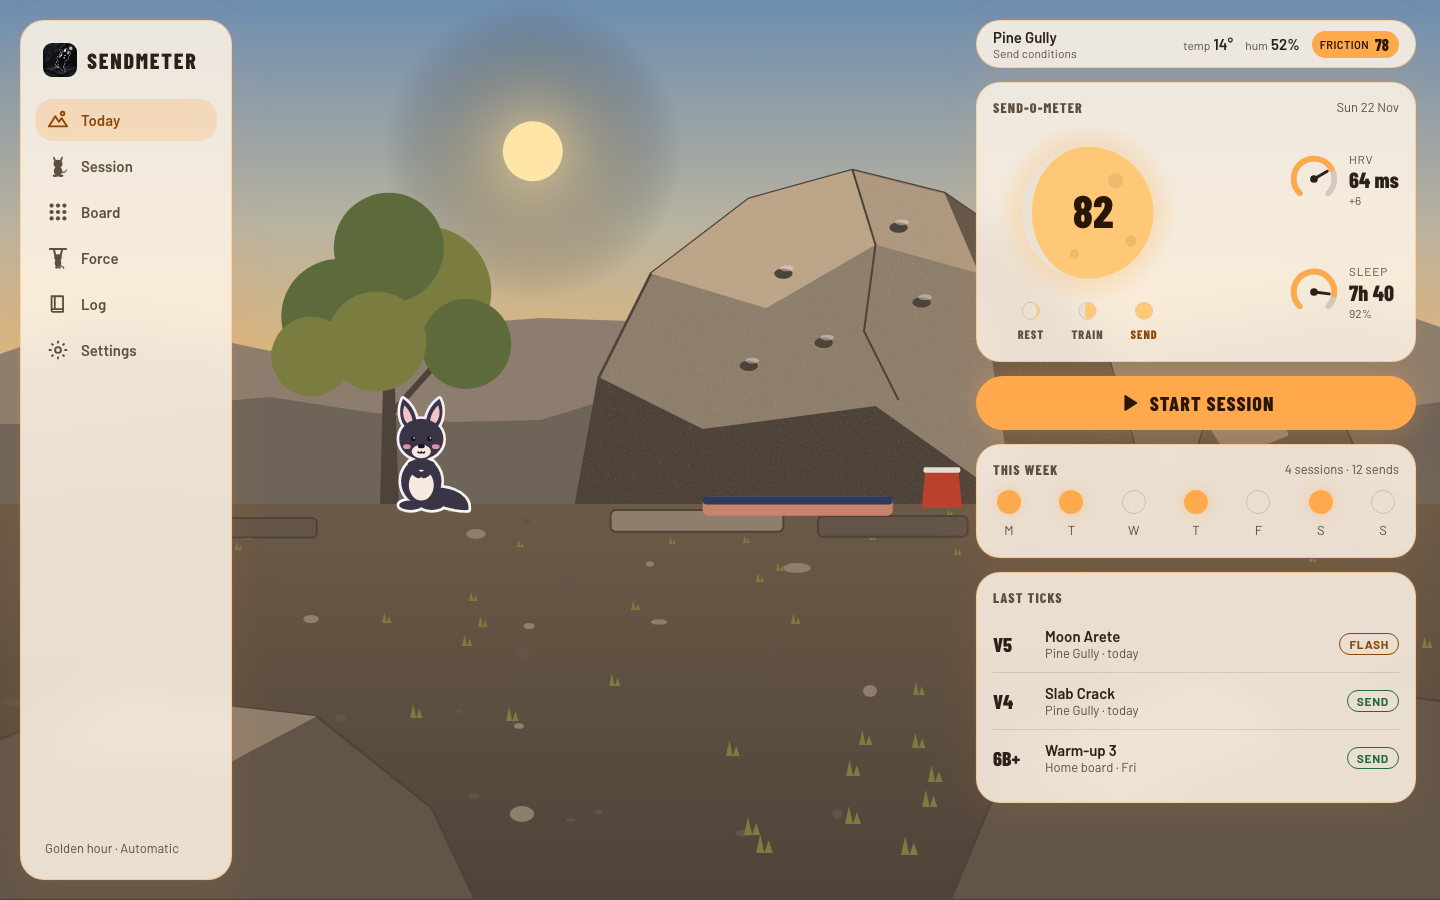 SENDMETER
Today
Session
Board
Force
Log
Settings
Golden hour · Automatic
Pine Gully
Send conditions
temp 14° hum 52% FRICTION 78
SEND-O-METER
Sun 22 Nov
82
REST TRAIN SEND
HRV
64 ms
+6
SLEEP
7h 40
92%
START SESSION
THIS WEEK
4 sessions · 12 sends
M T W T F S S
LAST TICKS
V5 Moon Arete FLASH
Pine Gully · today
V4 Slab Crack SEND
Pine Gully · today
6B+ Warm-up 3 SEND
Home board · Fri